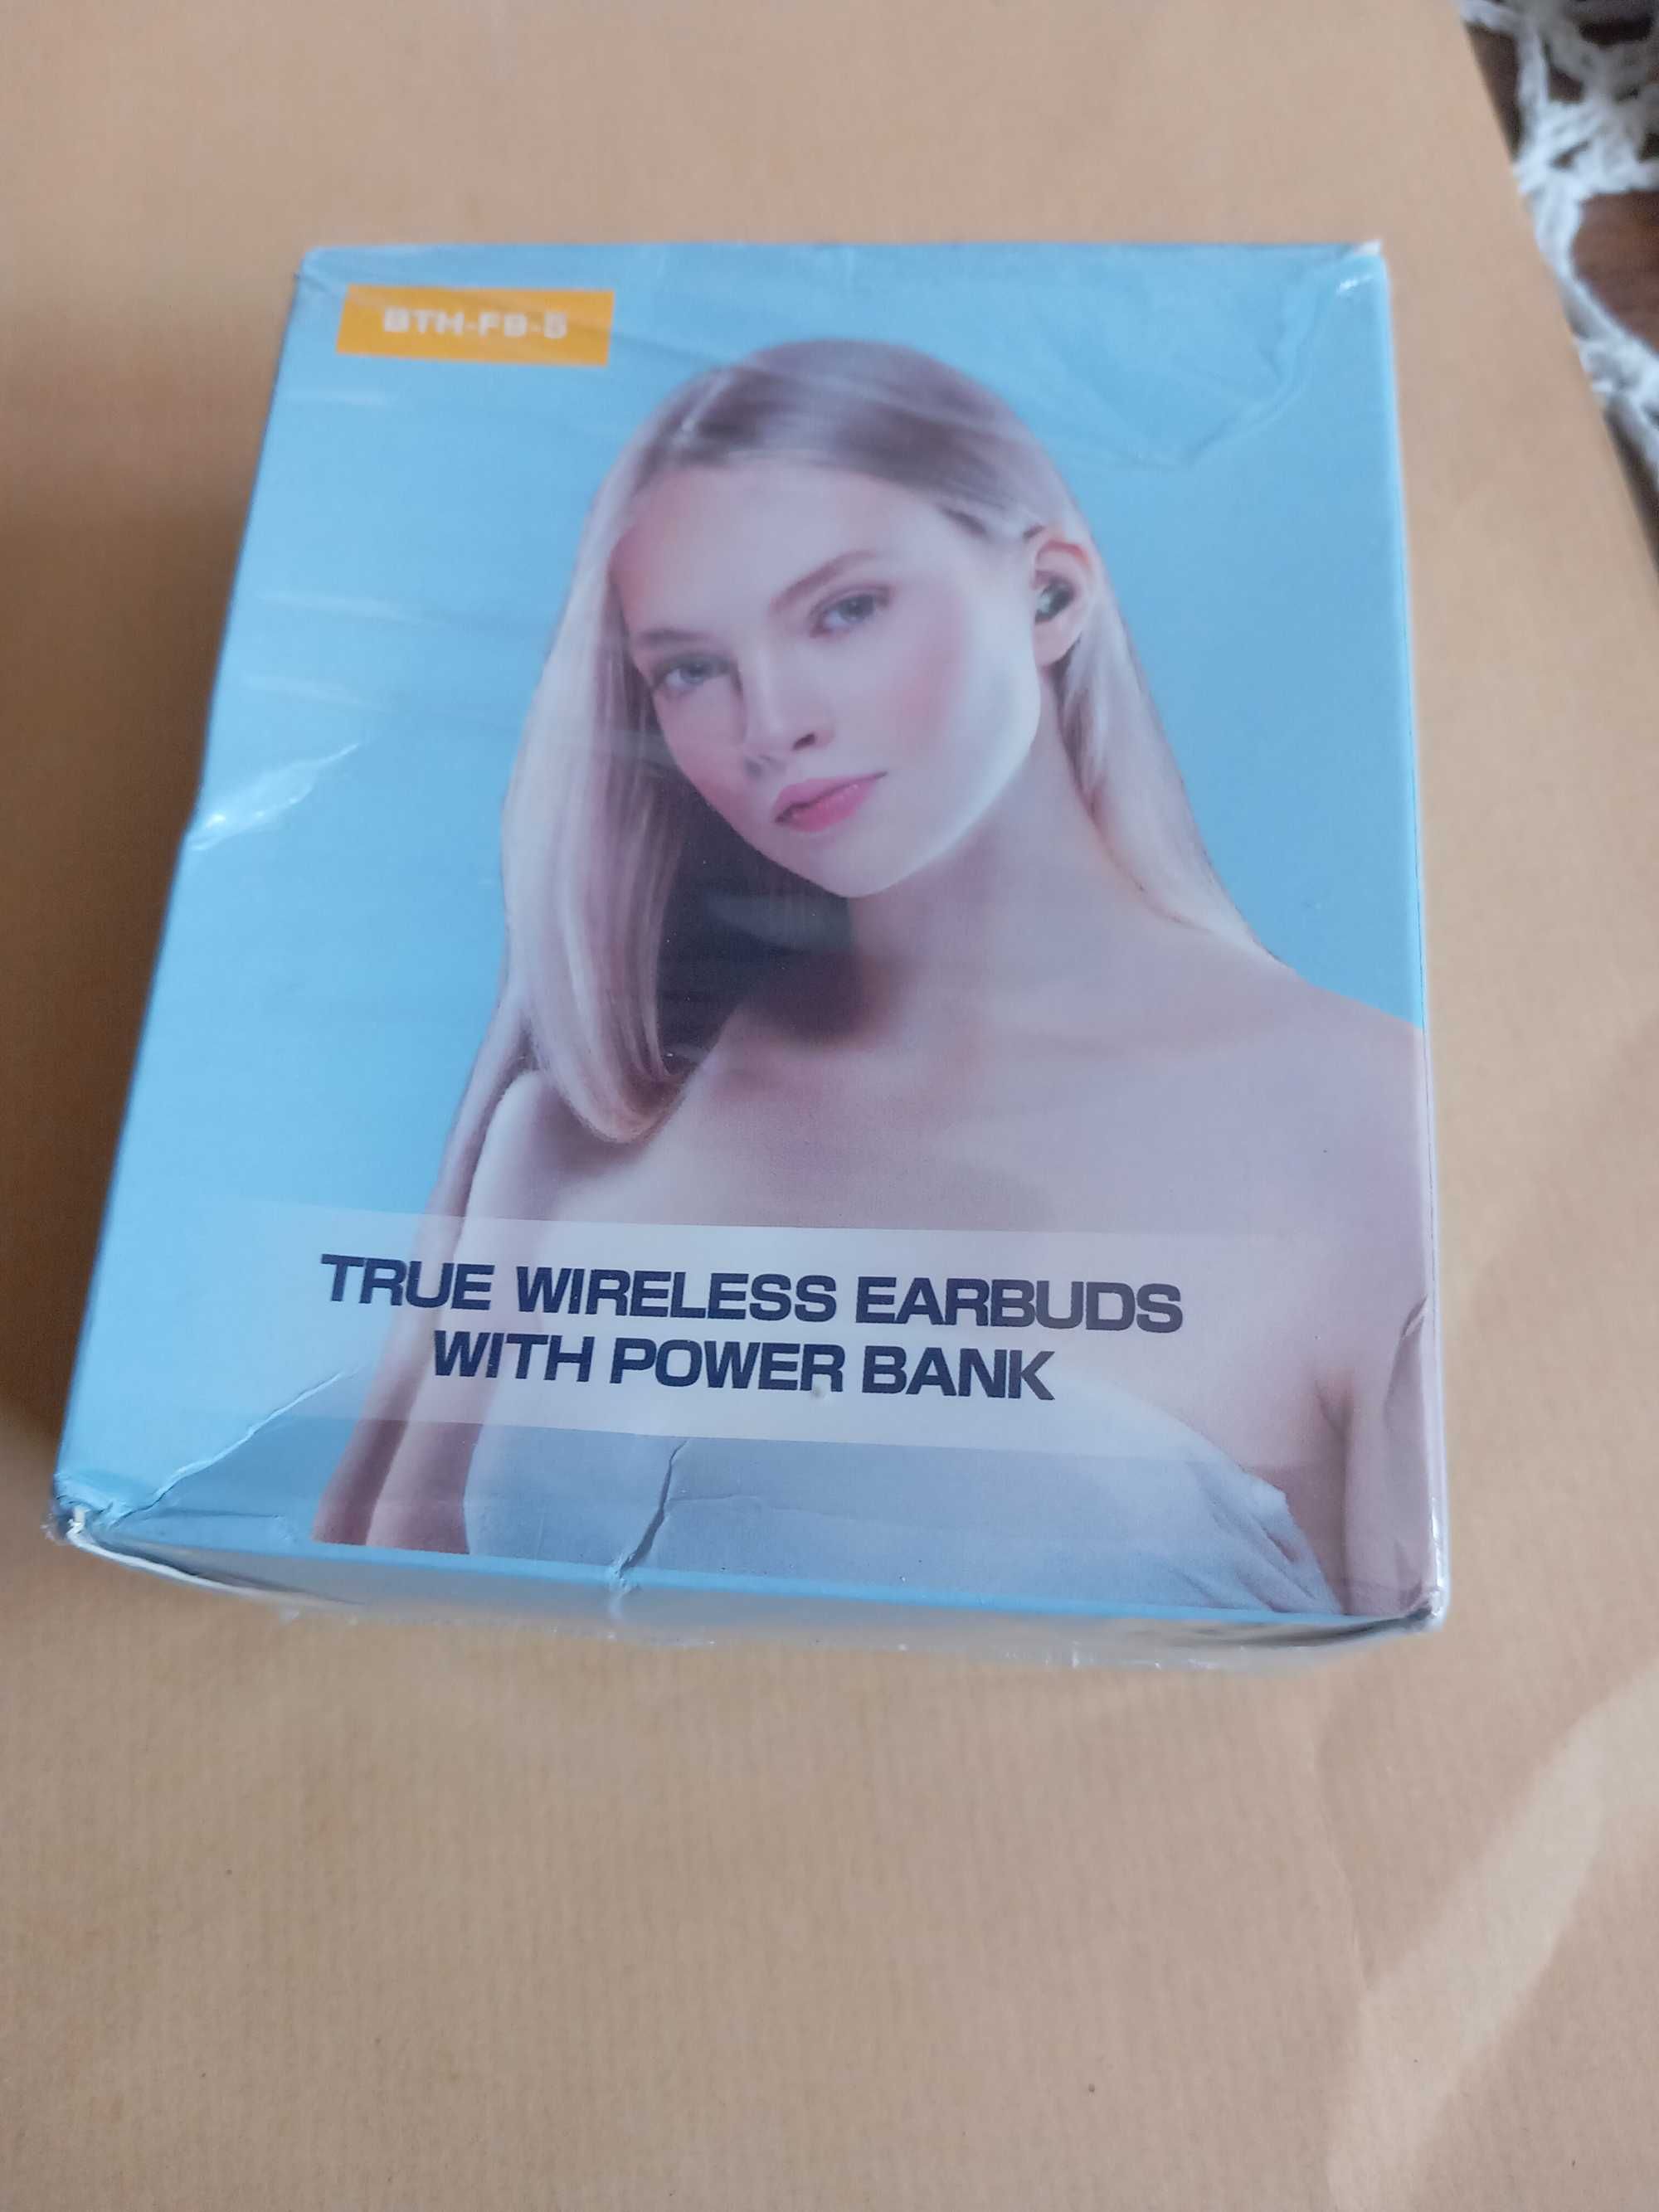 BTH-F9-5
TRUE WIRELESS EARBUDS
WITH POWER BANK